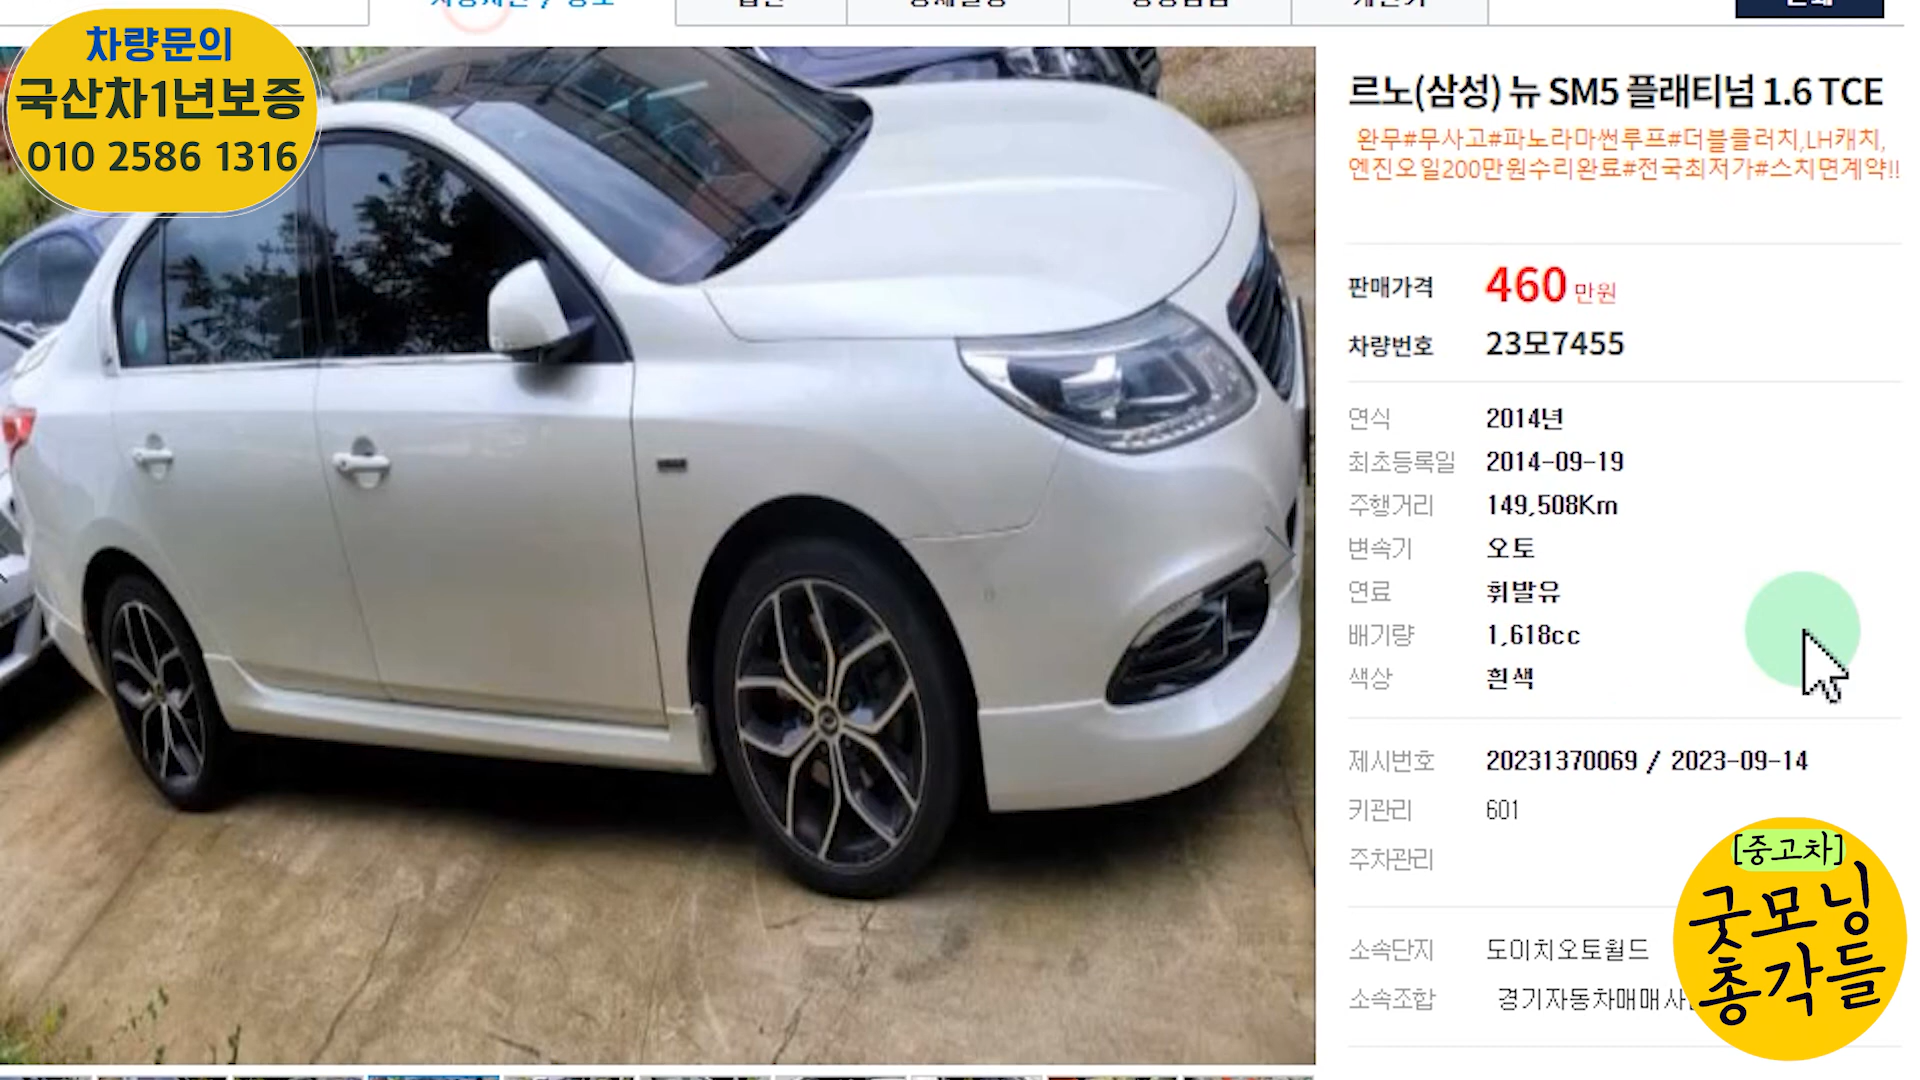 차량문의
국산차1년보증
010 2586 1316
르노(삼성) 뉴 SM5 플래티넘 1.6 TCE
완무#무사고#파노라마썬루프#더블클러치,LH캐치,
엔진오일200만원수리완료#전국최저가#스치면계약!!
판매가격 460 만원
차량번호 23모7455
연식 2014년
최초등록일 2014-09-19
주행거리 149,508Km
변속기 오토
연료 휘발유
배기량 1,618cc
색상 흰색
제시번호 20231370069 / 2023-09-14
키관리 601
주차관리
소속단지 도이치오토월드
소속조합 경기자동차매매사
[중고차]
굿모닝
총각들